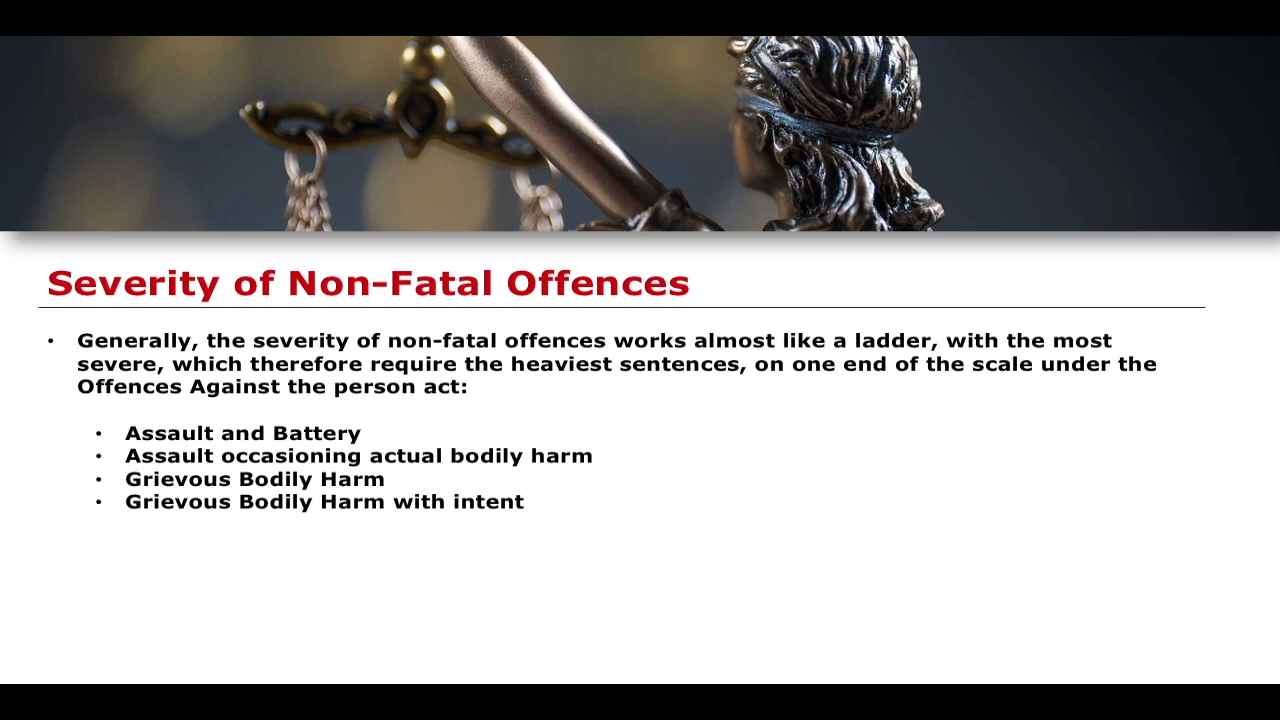 Severity of Non-Fatal Offences
• Generally, the severity of non-fatal offences works almost like a ladder, with the most
severe, which therefore require the heaviest sentences, on one end of the scale under the
Offences Against the person act:
• Assault and Battery
• Assault occasioning actual bodily harm
• Grievous Bodily Harm
• Grievous Bodily Harm with intent